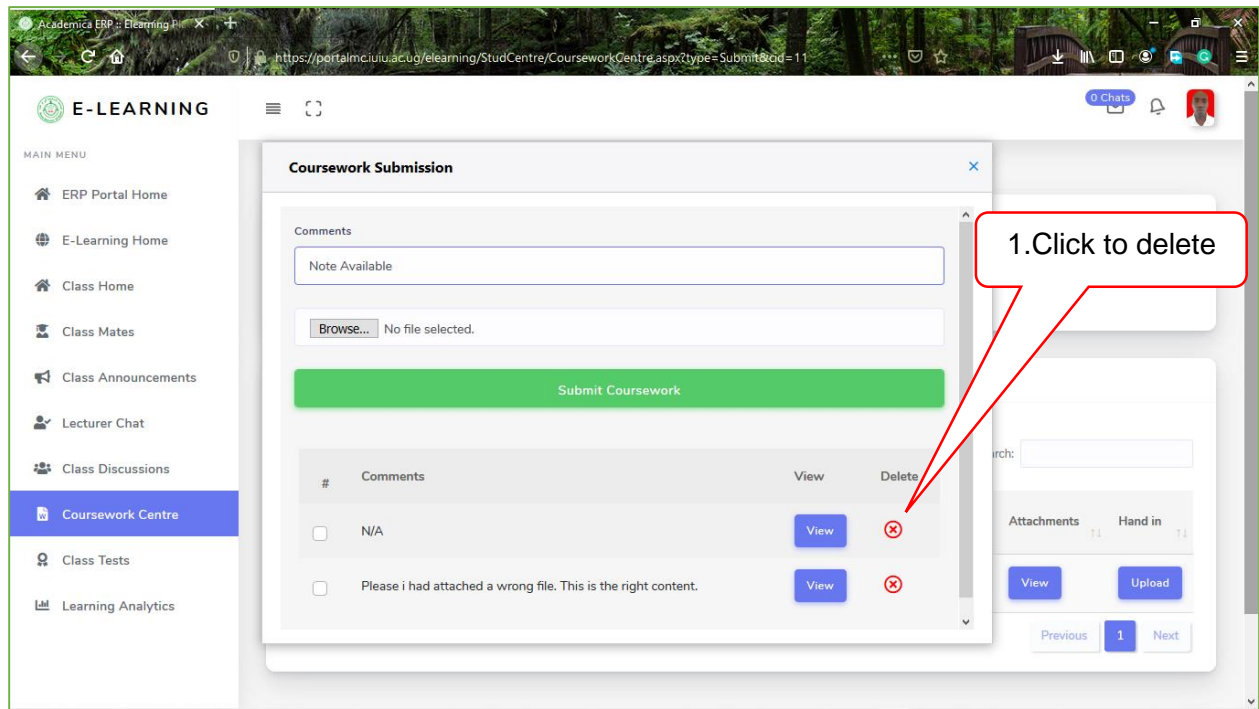 Academica ERP :: Elearning Pl
https://portalmc.iuiu.ac.ug/elearning/StudCentre/CourseworkCentre.aspx?type=Submit&cid=11
E-LEARNING
0 Chats
MAIN MENU
ERP Portal Home
E-Learning Home
Class Home
Class Mates
Class Announcements
Lecturer Chat
Class Discussions
Coursework Centre
Class Tests
Learning Analytics
Coursework Submission
Comments
Note Available
Browse... No file selected.
Submit Coursework
# Comments View Delete
N/A View
Please i had attached a wrong file. This is the right content. View
1.Click to delete
rch:
Attachments Hand in
View Upload
Previous 1 Next